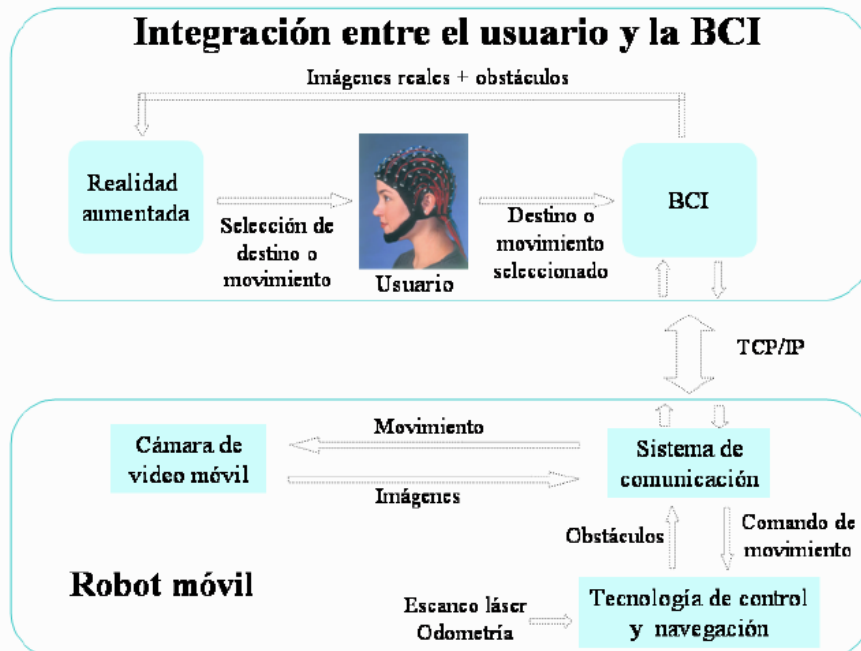 Integración entre el usuario y la BCI
Imágenes reales + obstáculos
Realidad
aumentada
Selección de
destino o
movimiento
Usuario
Destino o
movimiento
seleccionado
BCI
TCP/IP
Cámara de
video móvil
Movimiento
Imágenes
Sistema de
comunicación
Obstáculos
Comando de
movimiento
Robot móvil
Escaneo láser
Odometría
Tecnología de control
y navegación